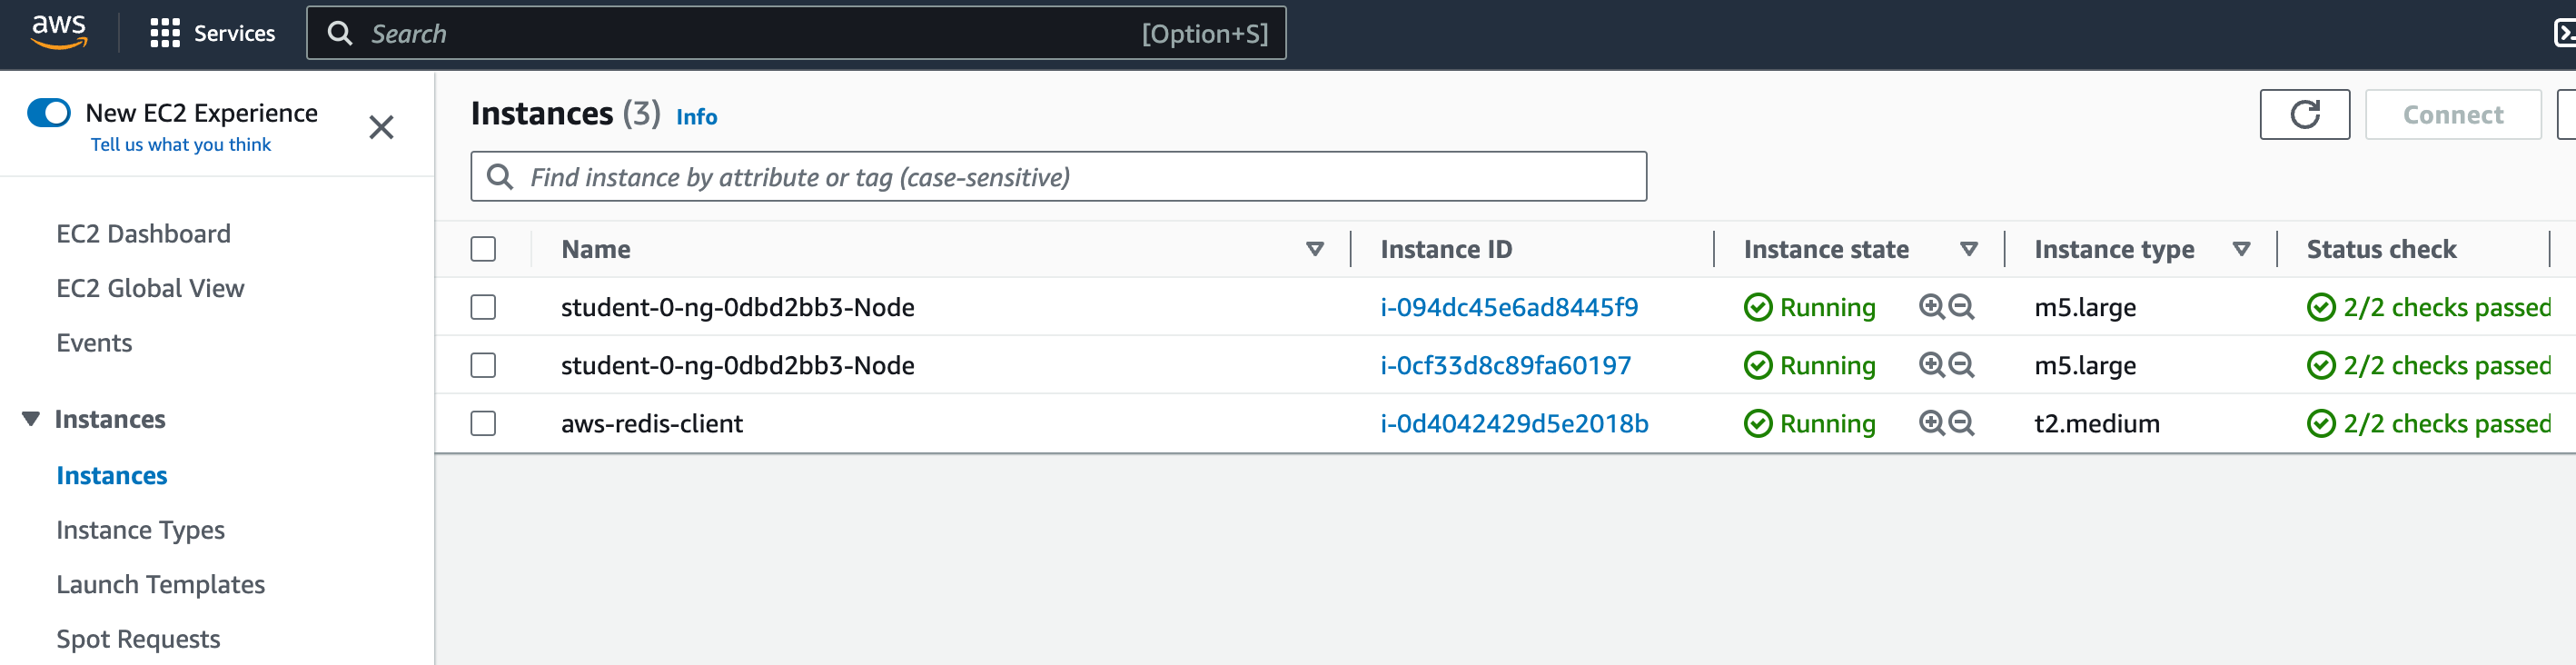 aws Services Search [Option+S]
New EC2 Experience
Tell us what you think
EC2 Dashboard
EC2 Global View
Events
Instances
Instances
Instance Types
Launch Templates
Spot Requests
Instances (3) Info
Connect
Find instance by attribute or tag (case-sensitive)
Name Instance ID Instance state Instance type Status check
student-0-ng-0dbd2bb3-Node i-094dc45e6ad8445f9 Running m5.large 2/2 checks passed
student-0-ng-0dbd2bb3-Node i-0cf33d8c89fa60197 Running m5.large 2/2 checks passed
aws-redis-client i-0d4042429d5e2018b Running t2.medium 2/2 checks passed